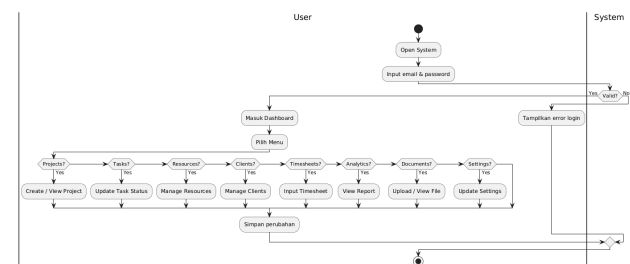 User
System
Open System
Input email & password
Yes
Valid?
No
Masuk Dashboard
Tampilkan error login
Pilih Menu
Projects?
Tasks?
Resources?
Clients?
Timesheets?
Analytics?
Documents?
Settings?
Yes
Yes
Yes
Yes
Yes
Yes
Yes
Yes
Create / View Project
Update Task Status
Manage Resources
Manage Clients
Input Timesheet
View Report
Upload / View File
Update Settings
Simpan perubahan